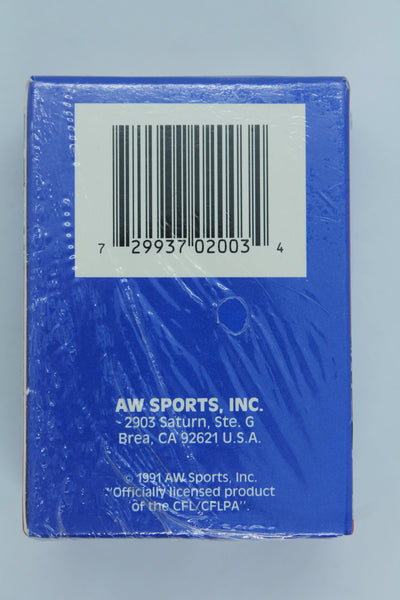 7 29937 02003 4
AW SPORTS, INC.
2903 Saturn, Ste. G
Brea, CA 92621 U.S.A.
© 1991 AW Sports, Inc.
"Officially licensed product
of the CFL/CFLPA".